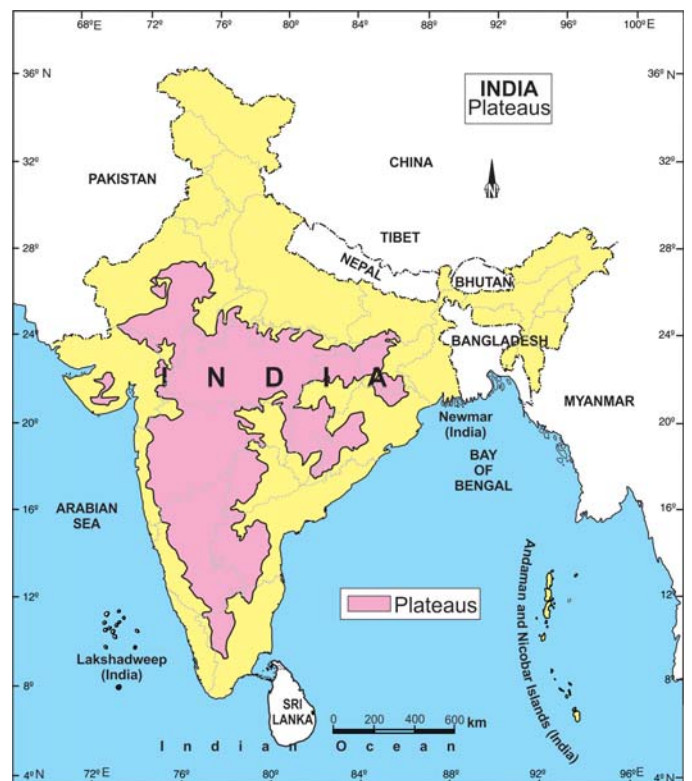 68°E 72° 76° 80° 84° 88° 92° 96° 100°E
36° N
36° N
INDIA
Plateaus
32°
32°
CHINA
PAKISTAN
N
TIBET
28°
28°
NEPAL
BHUTAN
24°
24°
BANGLADESH
I N D I A
MYANMAR
20°
20°
Newmar
(India)
BAY
OF
BENGAL
ARABIAN
SEA
16°
16°
Andaman and Nicobar Islands (India)
12°
12°
Plateaus
Lakshadweep
(India)
8°
8°
SRI
LANKA
0 200 400 600 km
Indian Ocean
4° N
4° N
72°E 76° 80 84° 88° 92° 96°E